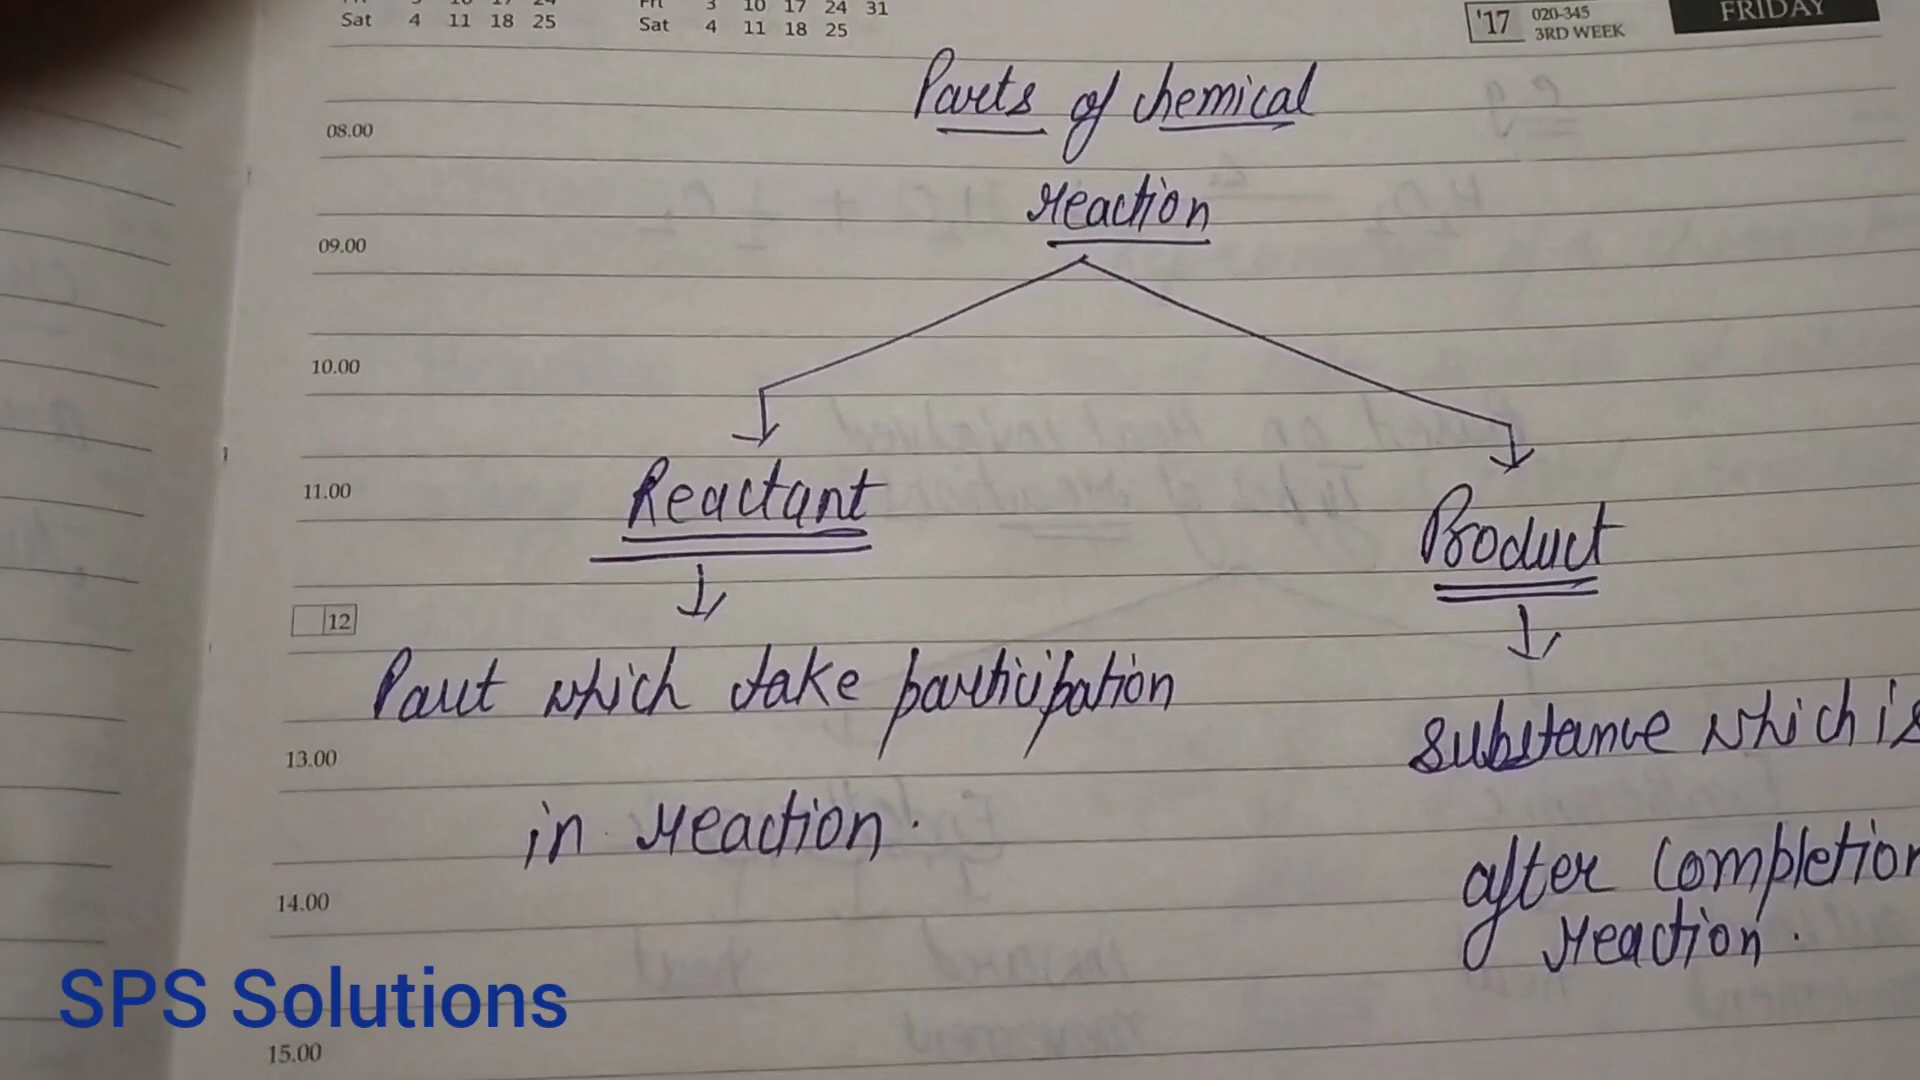 Sat 4 11 18 25
Fri 3 10 17 24 31
Sat 4 11 18 25
'17
020-345
3RD WEEK
FRIDAY
Parts of chemical
reaction
08.00
09.00
10.00
11.00
12
13.00
14.00
15.00
Reactant
Part which take participation
in reaction.
Product
substance which is
after completion
reaction.
SPS Solutions